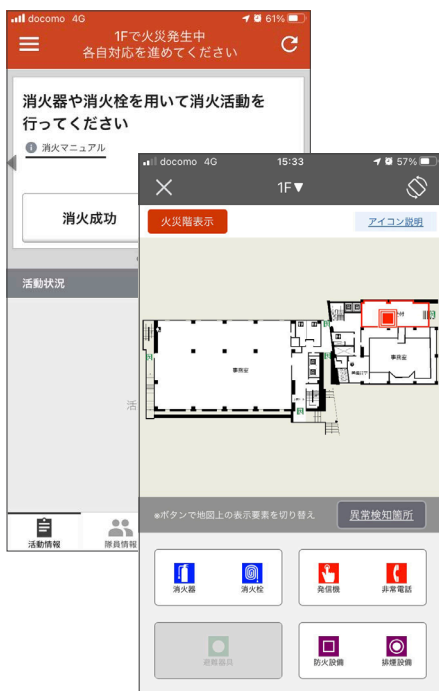 docomo 4G
61%
1Fで火災発生中
各自対応を進めてください
消火器や消火栓を用いて消火活動を
行ってください
消火マニュアル
消火成功
活動状況
活動情報
隊員情報
docomo 4G
15:33
57%
1F▼
火災階表示
アイコン説明
事務室
事務室
※ボタンで地図上の表示要素を切り替え
異常検知箇所
消火器
消火栓
発信機
非常電話
避難器具
防火設備
排煙設備